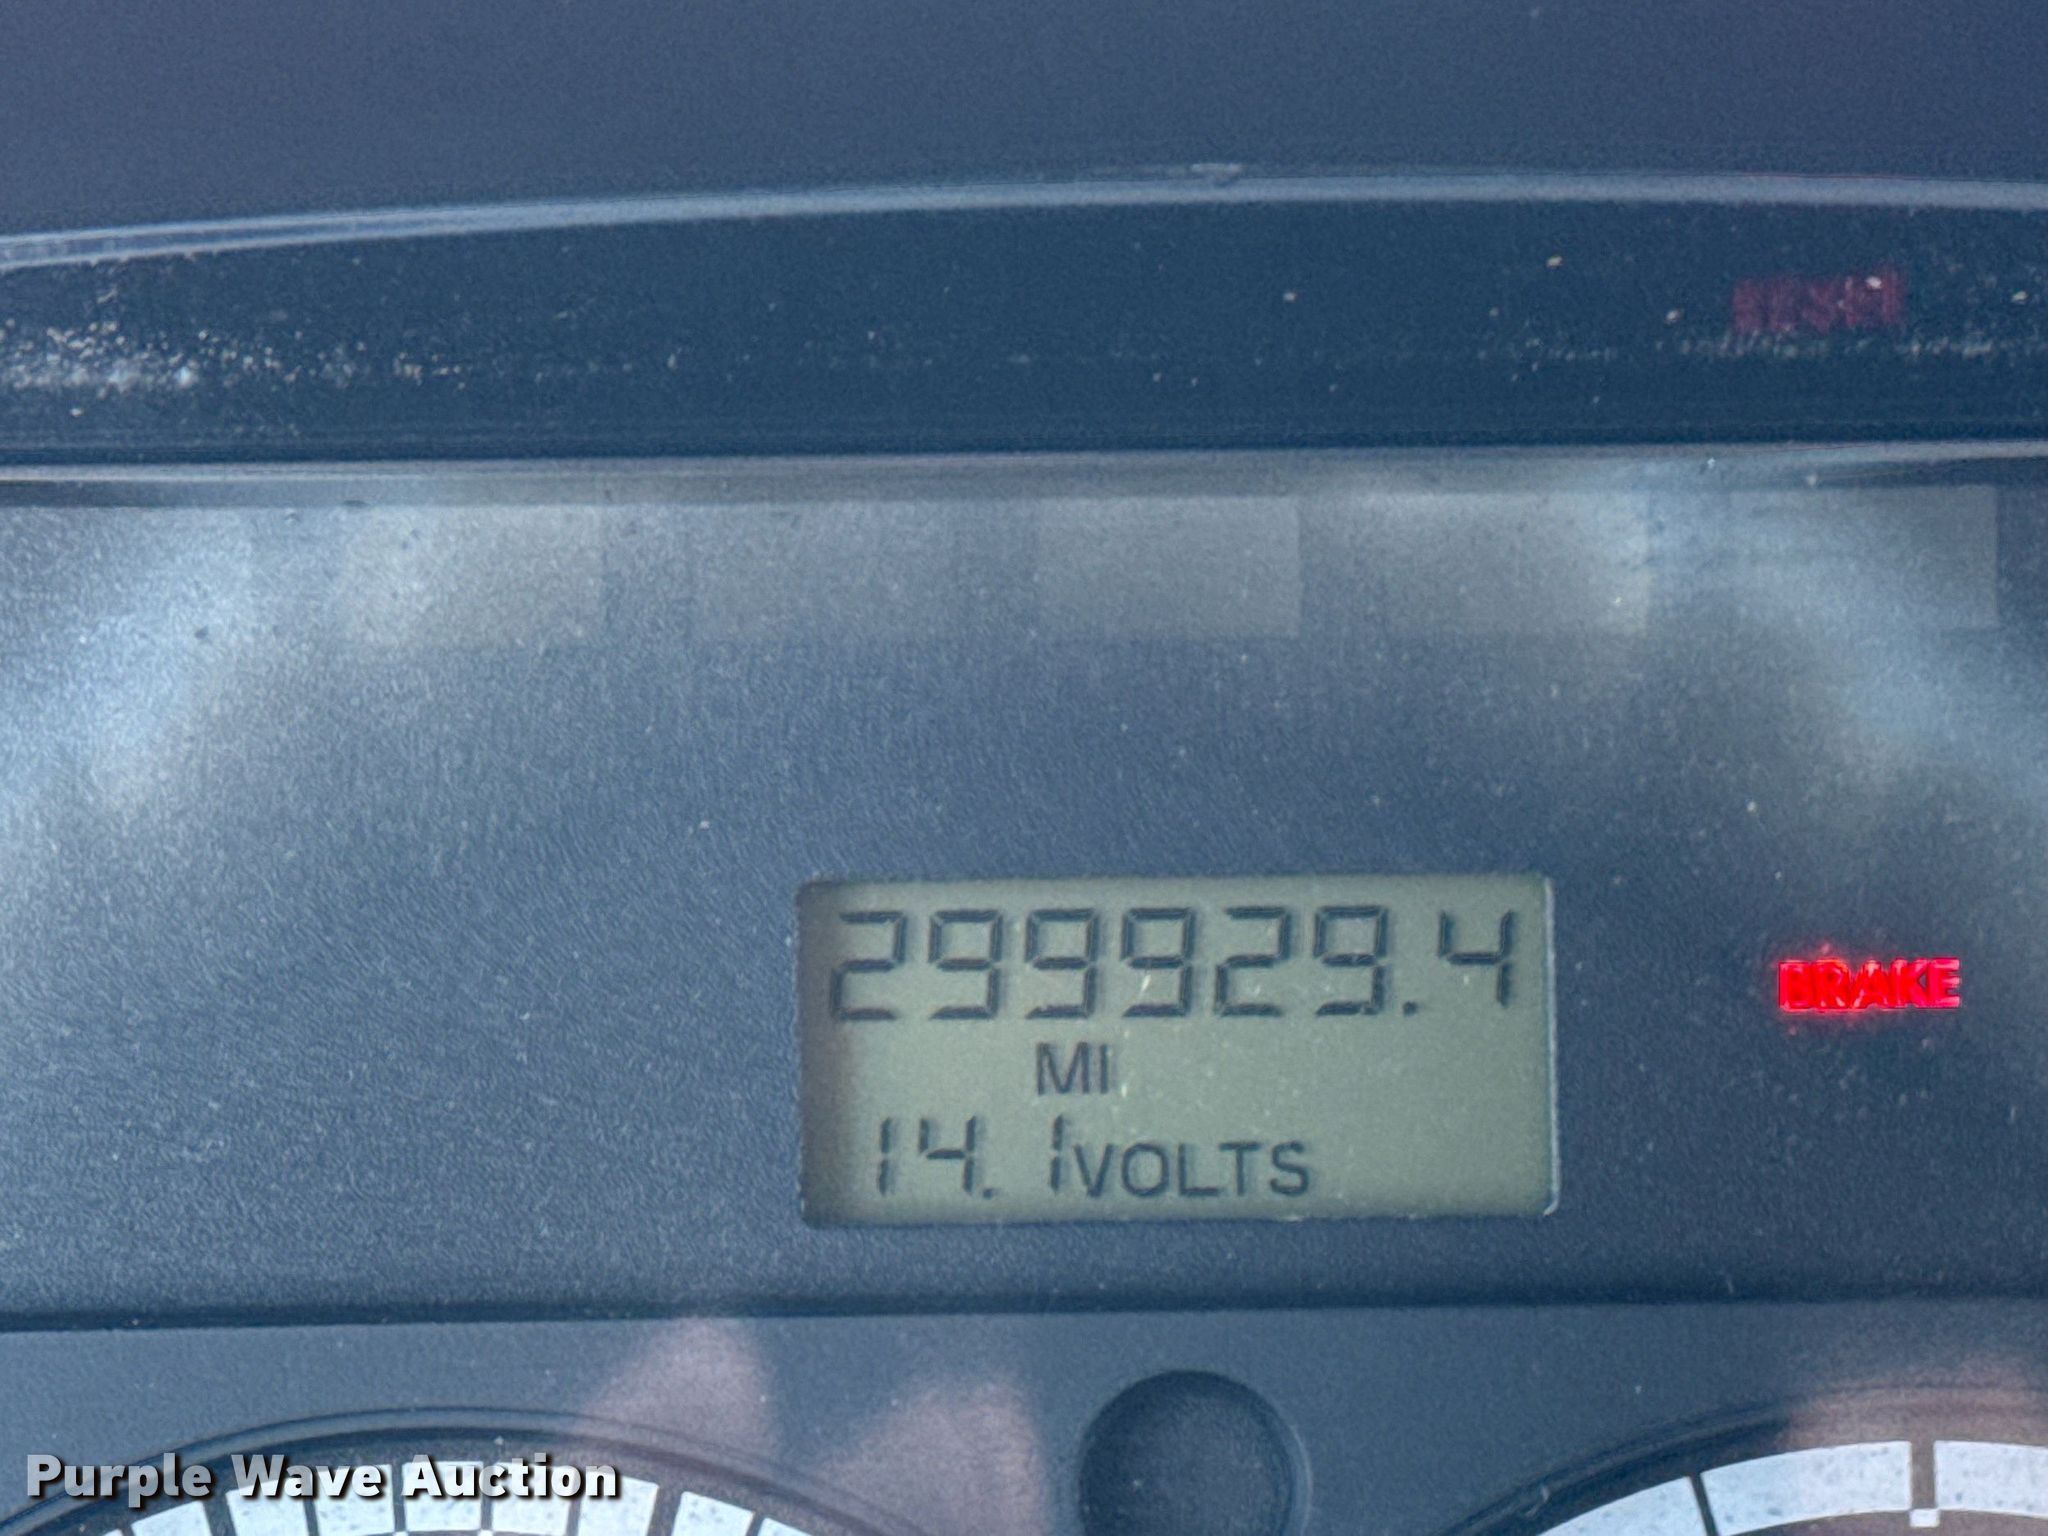 299929.4
MI
14.1VOLTS
BRAKE
Purple Wave Auction